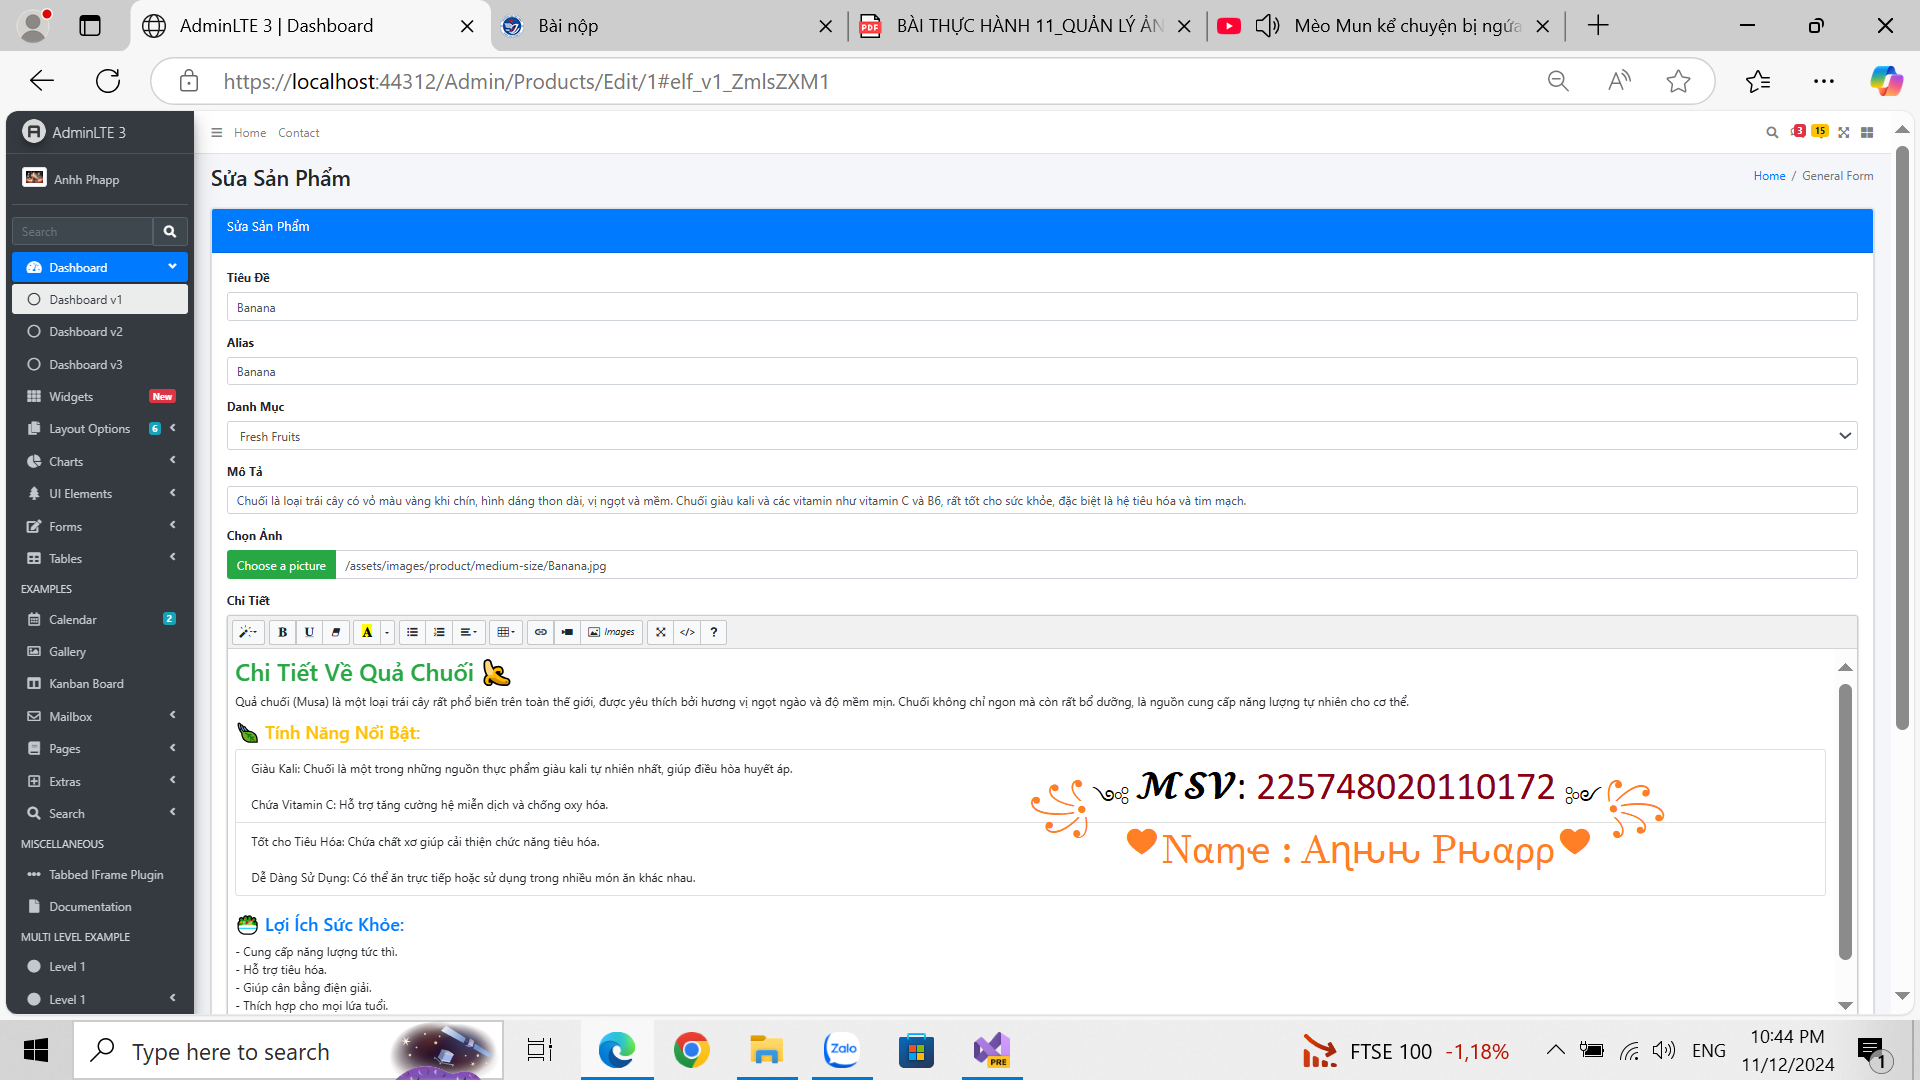 AdminLTE 3 | Dashboard
Bài nộp
BÀI THỰC HÀNH 11_QUẢN LÝ ẢN
Mèo Mun kể chuyện bị ngứa
https://localhost:44312/Admin/Products/Edit/1#elf_v1_ZmlsZXM1
AdminLTE 3
Home Contact
3 15
Anhh Phapp
Sửa Sản Phẩm
Home / General Form
Search
Dashboard
Dashboard v1
Dashboard v2
Dashboard v3
Widgets New
Layout Options 6
Charts
UI Elements
Forms
Tables
EXAMPLES
Calendar 2
Gallery
Kanban Board
Mailbox
Pages
Extras
Search
MISCELLANEOUS
Tabbed IFrame Plugin
Documentation
MULTI LEVEL EXAMPLE
Level 1
Level 1
Sửa Sản Phẩm
Tiêu Đề
Banana
Alias
Banana
Danh Mục
Fresh Fruits
Mô Tả
Chuối là loại trái cây có vỏ màu vàng khi chín, hình dáng thon dài, vị ngọt và mềm. Chuối giàu kali và các vitamin như vitamin C và B6, rất tốt cho sức khỏe, đặc biệt là hệ tiêu hóa và tim mạch.
Chọn Ảnh
Choose a picture /assets/images/product/medium-size/Banana.jpg
Chi Tiết
B U A Images </> ?
Chi Tiết Về Quả Chuối
Quả chuối (Musa) là một loại trái cây rất phổ biến trên toàn thế giới, được yêu thích bởi hương vị ngọt ngào và độ mềm mịn. Chuối không chỉ ngon mà còn rất bổ dưỡng, là nguồn cung cấp năng lượng tự nhiên cho cơ thể.
Tính Năng Nổi Bật:
Giàu Kali: Chuối là một trong những nguồn thực phẩm giàu kali tự nhiên nhất, giúp điều hòa huyết áp.
Chứa Vitamin C: Hỗ trợ tăng cường hệ miễn dịch và chống oxy hóa.
Tốt cho Tiêu Hóa: Chứa chất xơ giúp cải thiện chức năng tiêu hóa.
Dễ Dàng Sử Dụng: Có thể ăn trực tiếp hoặc sử dụng trong nhiều món ăn khác nhau.
𝓜𝓢𝓥: 225748020110172
Nαɱҽ : Aɳԋԋ Pԋαρρ
Lợi Ích Sức Khỏe:
- Cung cấp năng lượng tức thì.
- Hỗ trợ tiêu hóa.
- Giúp cân bằng điện giải.
- Thích hợp cho mọi lứa tuổi.
Type here to search
Zalo
PRE
FTSE 100 -1,18%
ENG
10:44 PM
11/12/2024
1